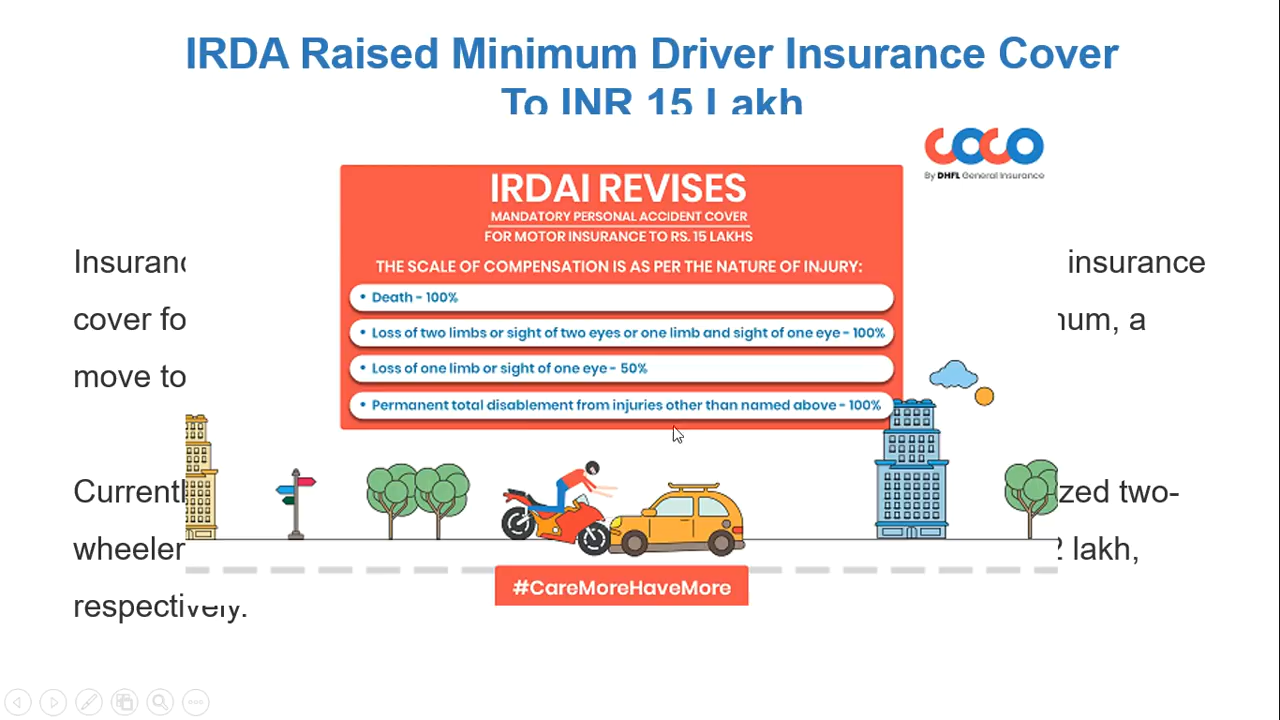 IRDA Raised Minimum Driver Insurance Cover
To INR 15 Lakh
COCO
By DHFL General Insurance
IRDAI REVISES
MANDATORY PERSONAL ACCIDENT COVER
FOR MOTOR INSURANCE TO RS. 15 LAKHS
THE SCALE OF COMPENSATION IS AS PER THE NATURE OF INJURY:
• Death - 100%
• Loss of two limbs or sight of two eyes or one limb and sight of one eye - 100%
• Loss of one limb or sight of one eye - 50%
• Permanent total disablement from injuries other than named above - 100%
insurance
cover fo
a
move to
two-
wheeler
lakh,
respectively.
#CareMoreHaveMore